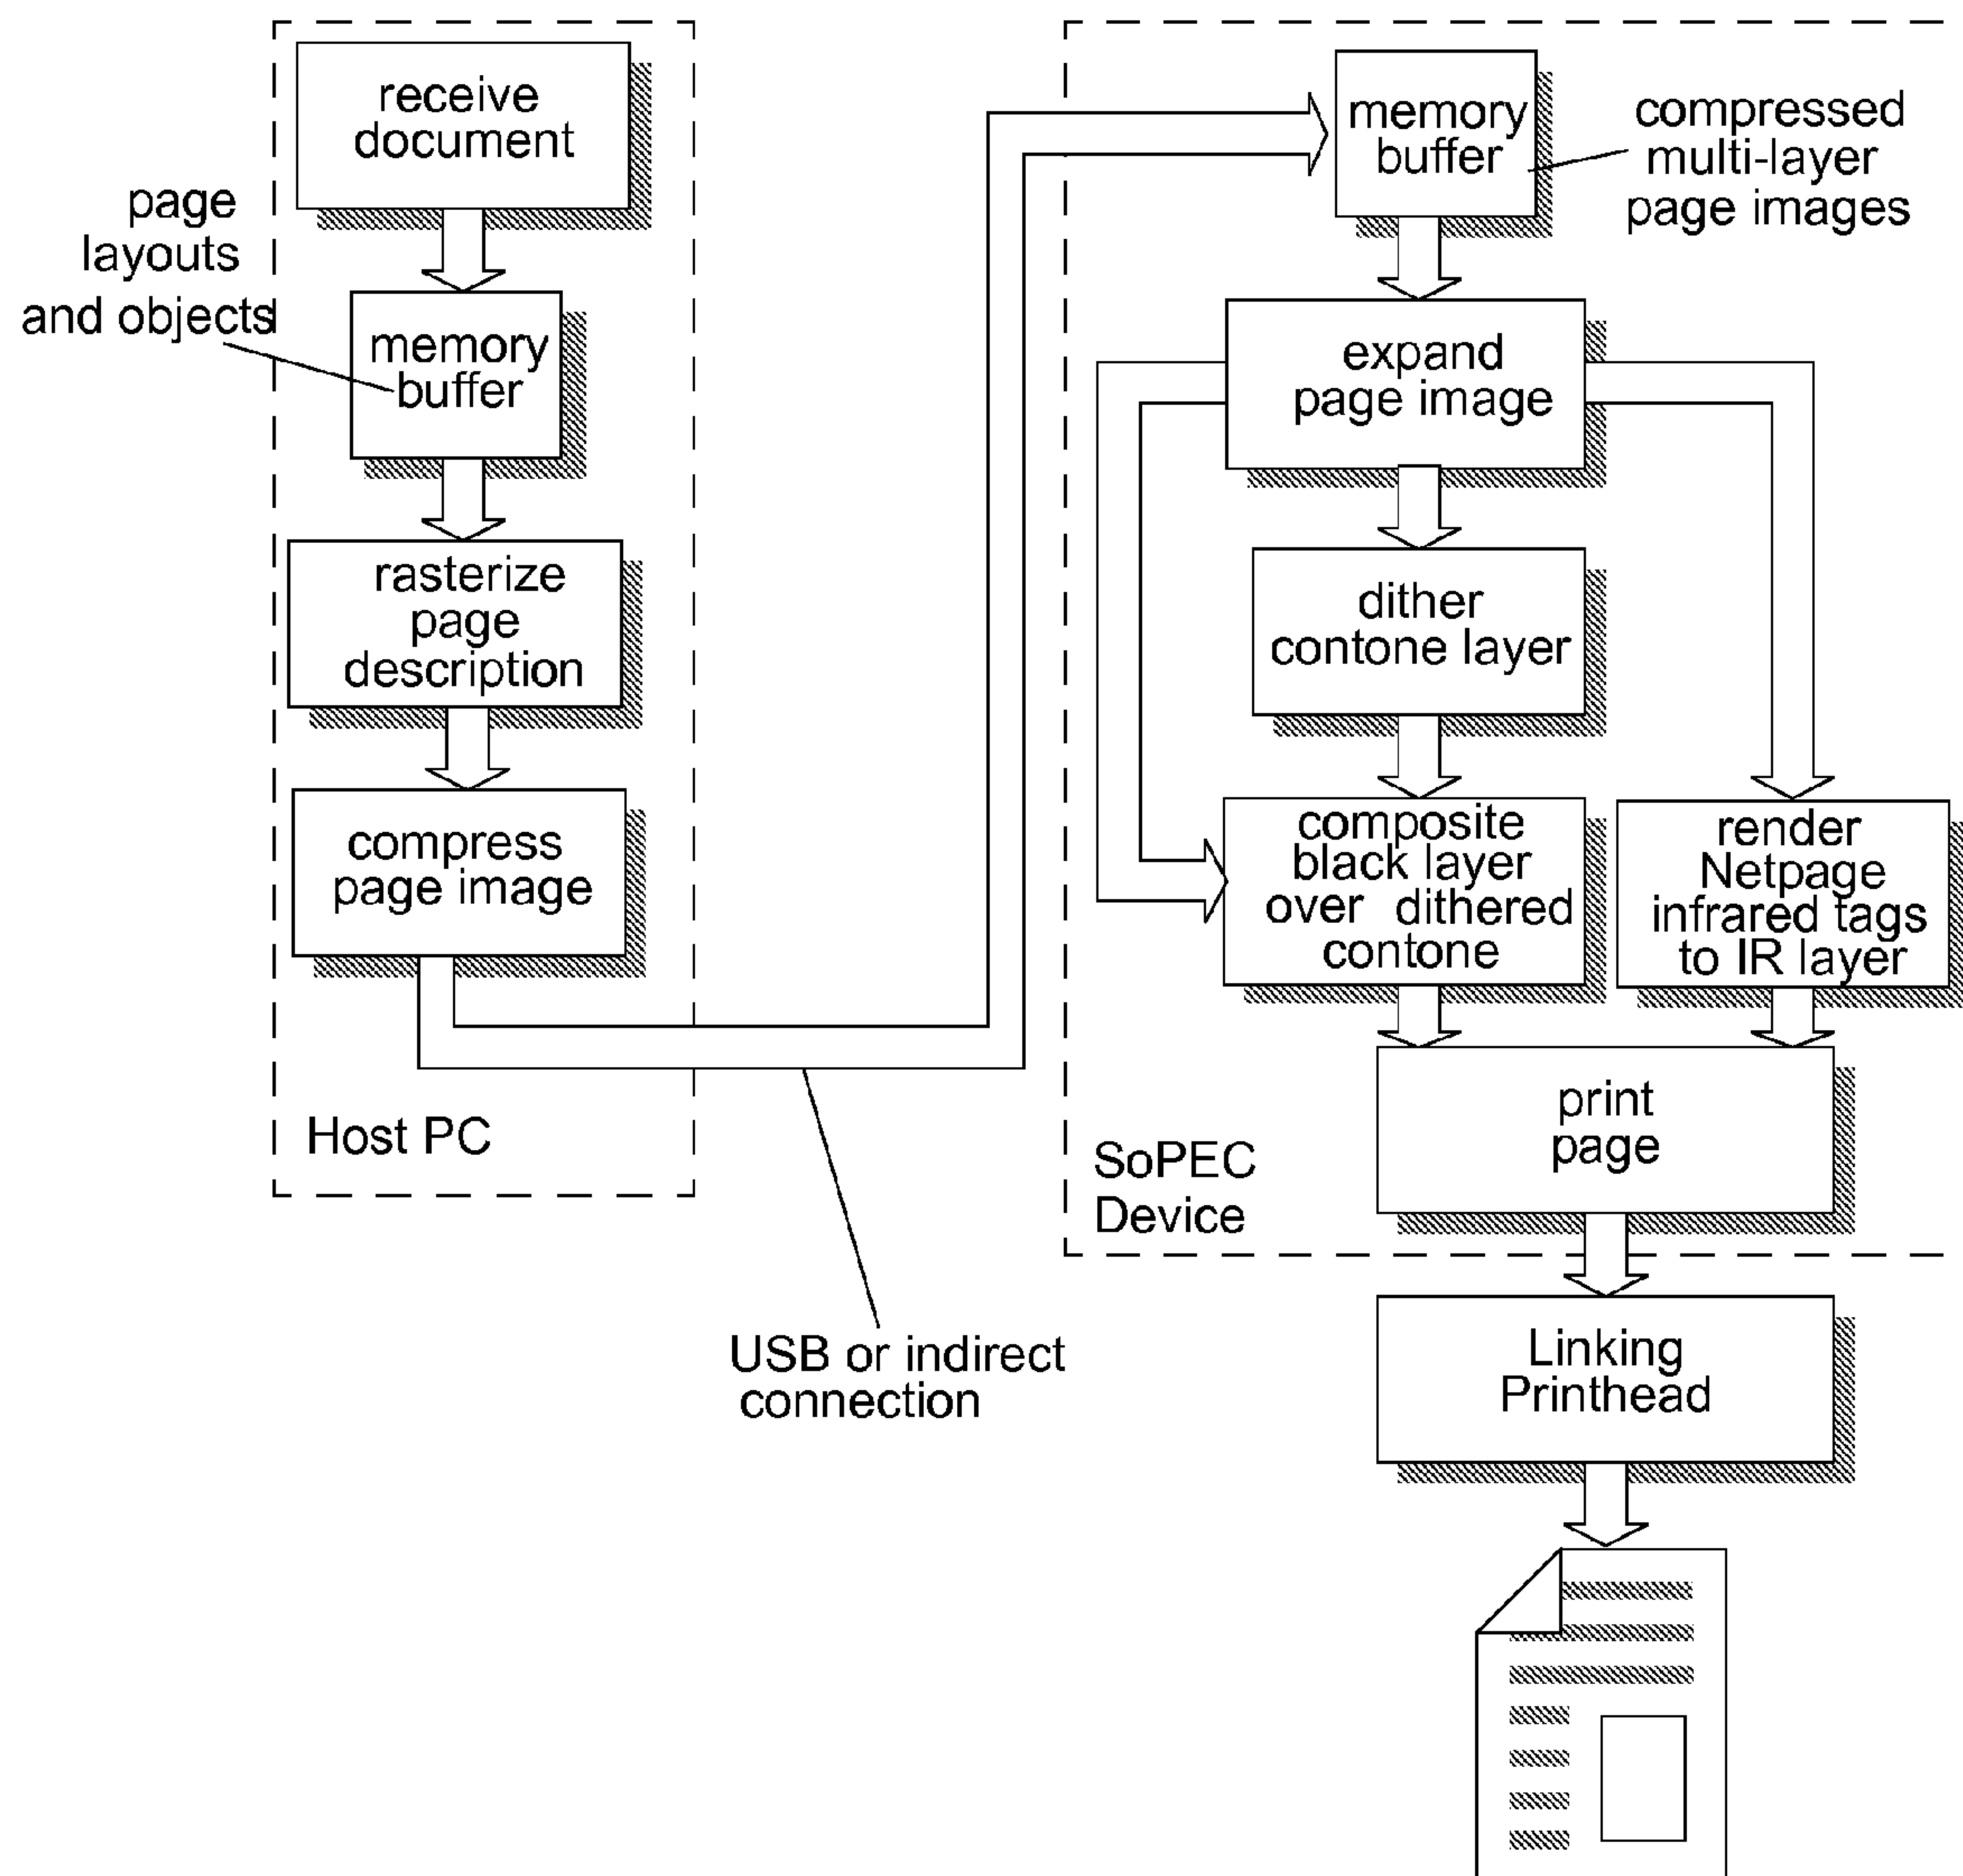 receive
document
page
layouts
and objects
memory
buffer
rasterize
page
description
compress
page image
Host PC
USB or indirect
connection
memory
buffer
compressed
multi-layer
page images
expand
page image
dither
contone layer
composite
black layer
over dithered
contone
render
Netpage
infrared tags
to IR layer
print
page
SoPEC
Device
Linking
Printhead